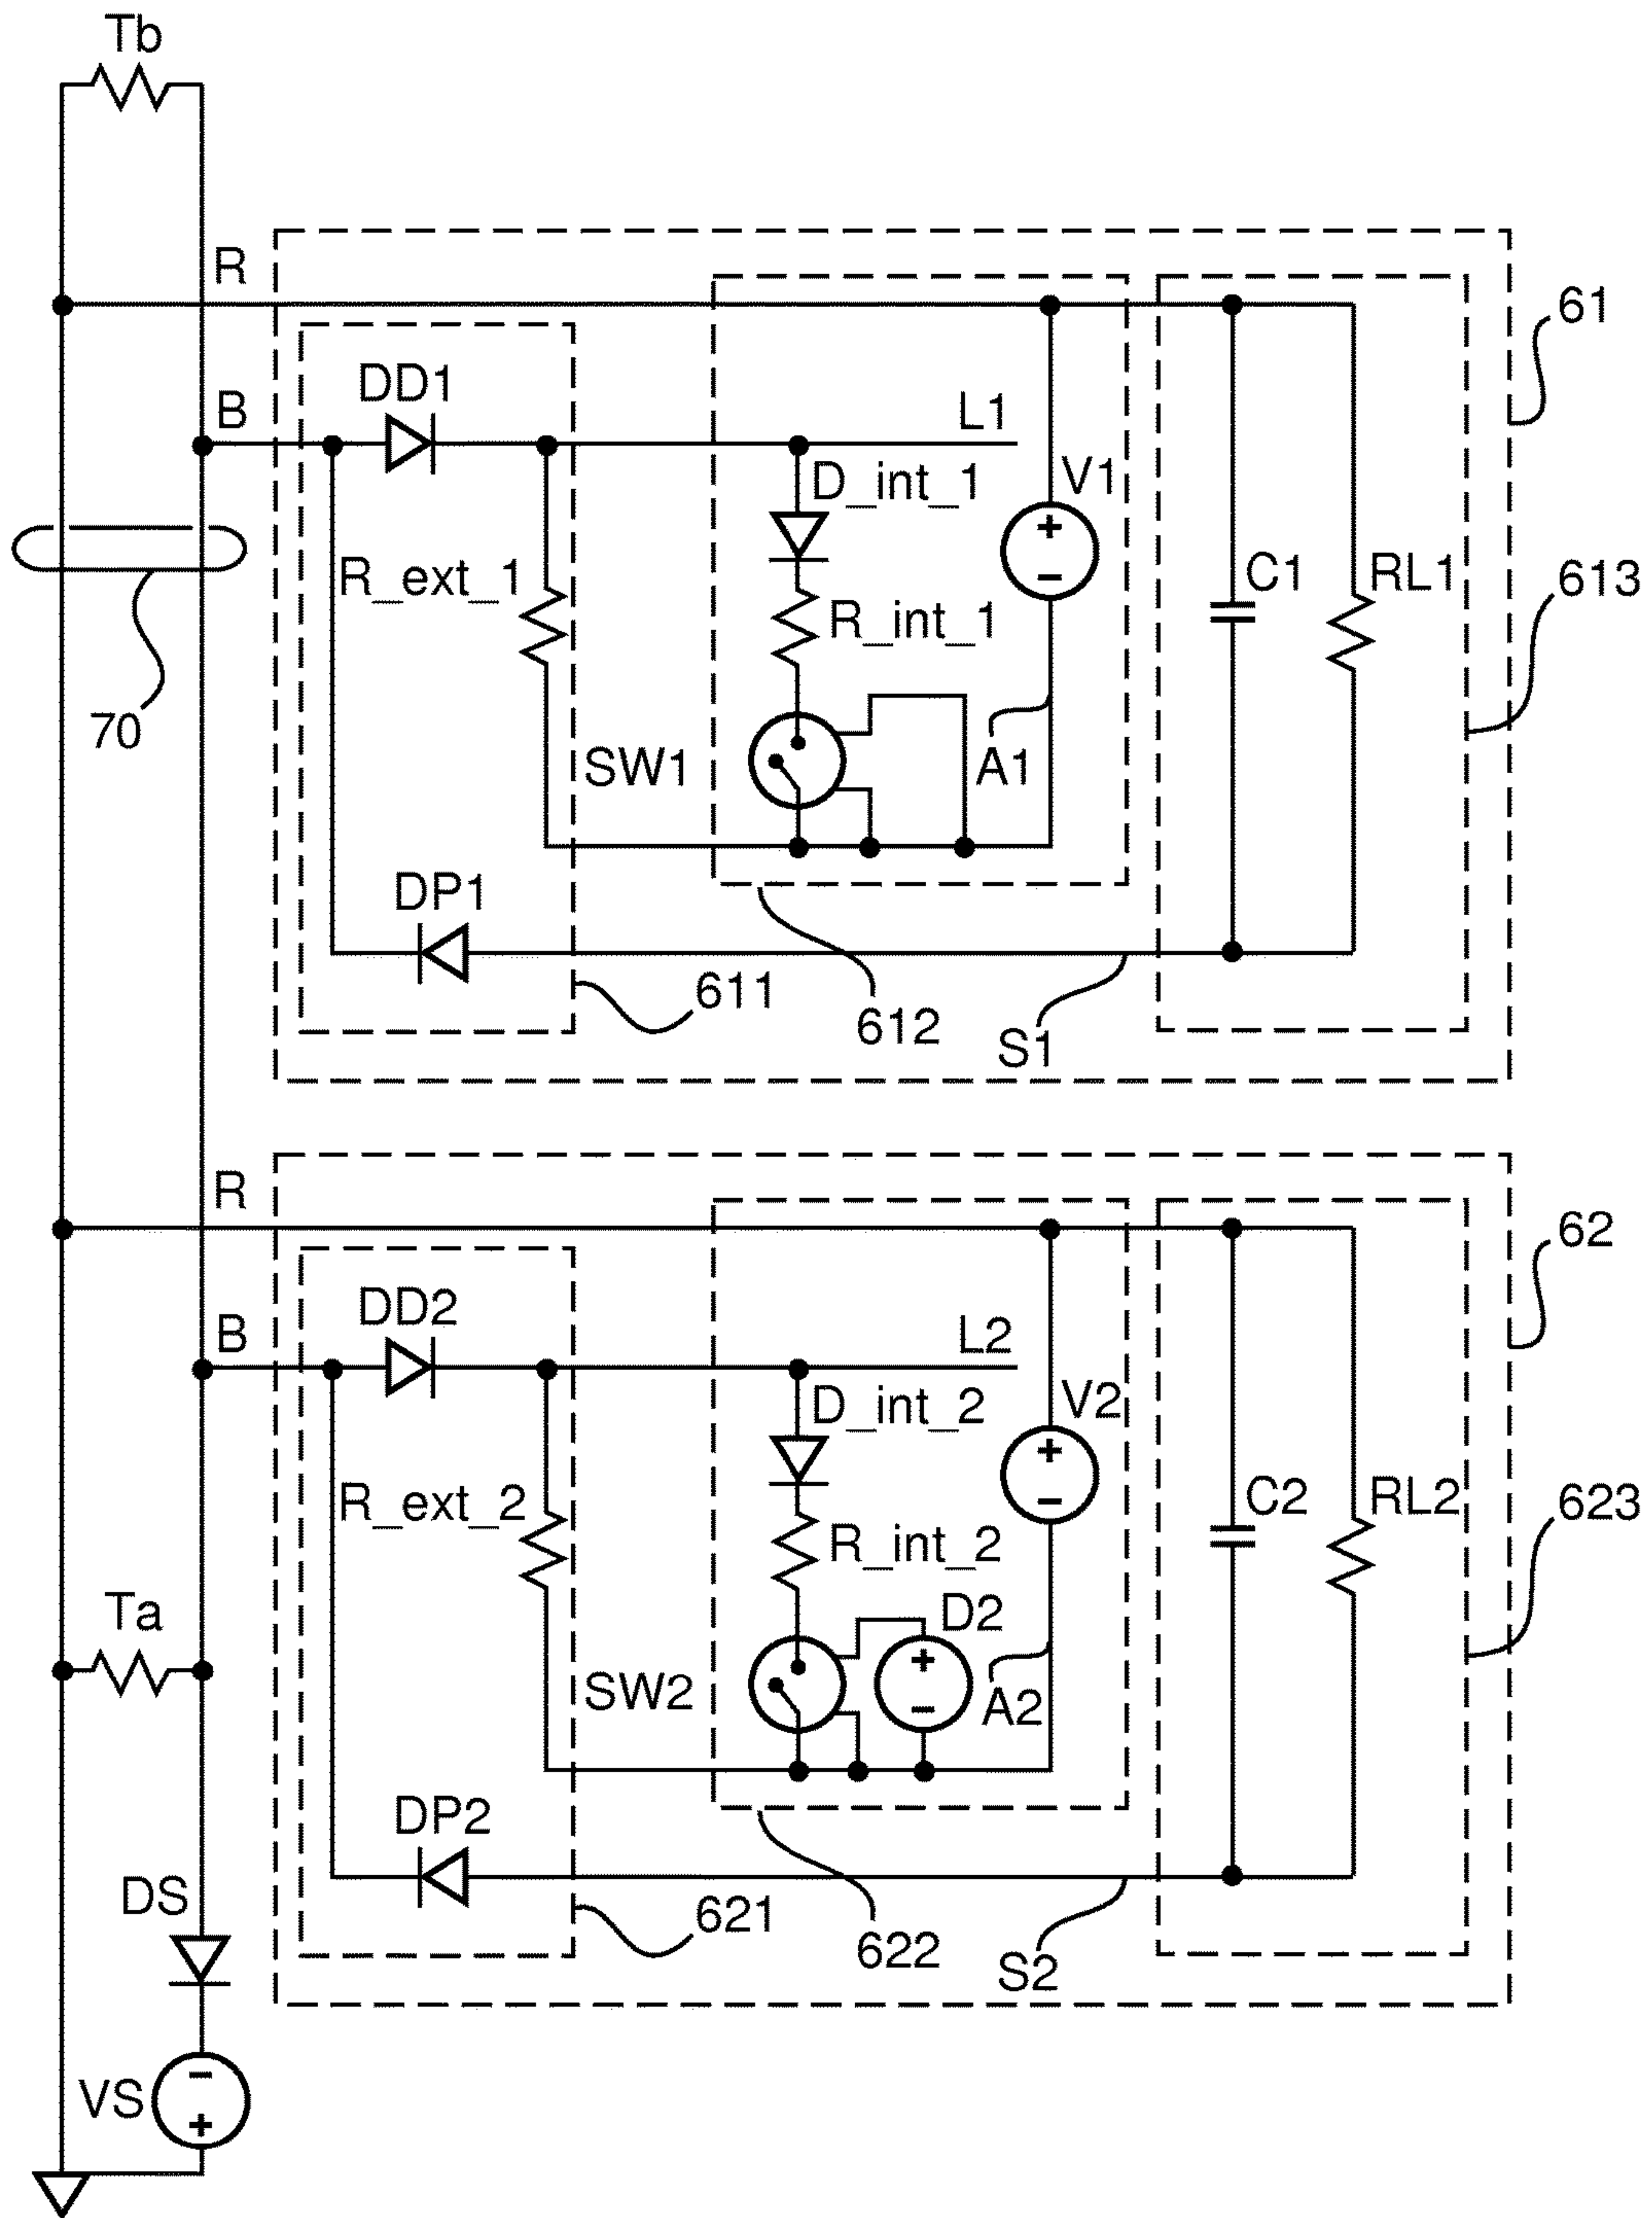 Tb
R
61
DD1
B
L1
D_int_1
V1
R_ext_1
C1
RL1
613
R_int_1
70
SW1
A1
DP1
611
612
S1
R
62
DD2
B
L2
D_int_2
V2
R_ext_2
C2
RL2
623
R_int_2
Ta
D2
SW2
A2
DP2
DS
621
622
S2
VS